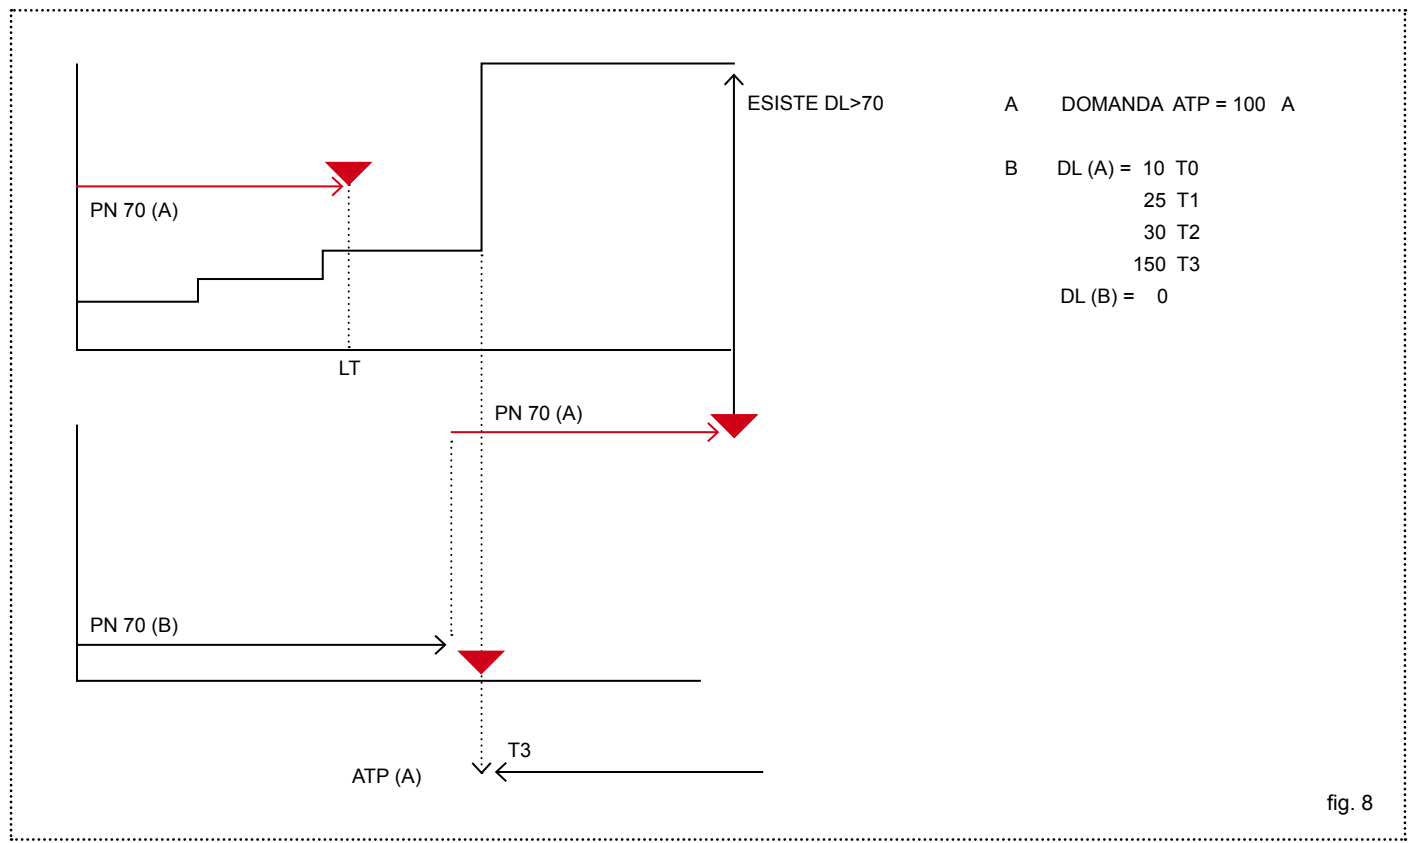 ESISTE DL>70
A DOMANDA ATP = 100 A
B DL (A) = 10 T0
25 T1
30 T2
150 T3
DL (B) = 0
PN 70 (A)
LT
PN 70 (A)
PN 70 (B)
T3
ATP (A)
fig. 8